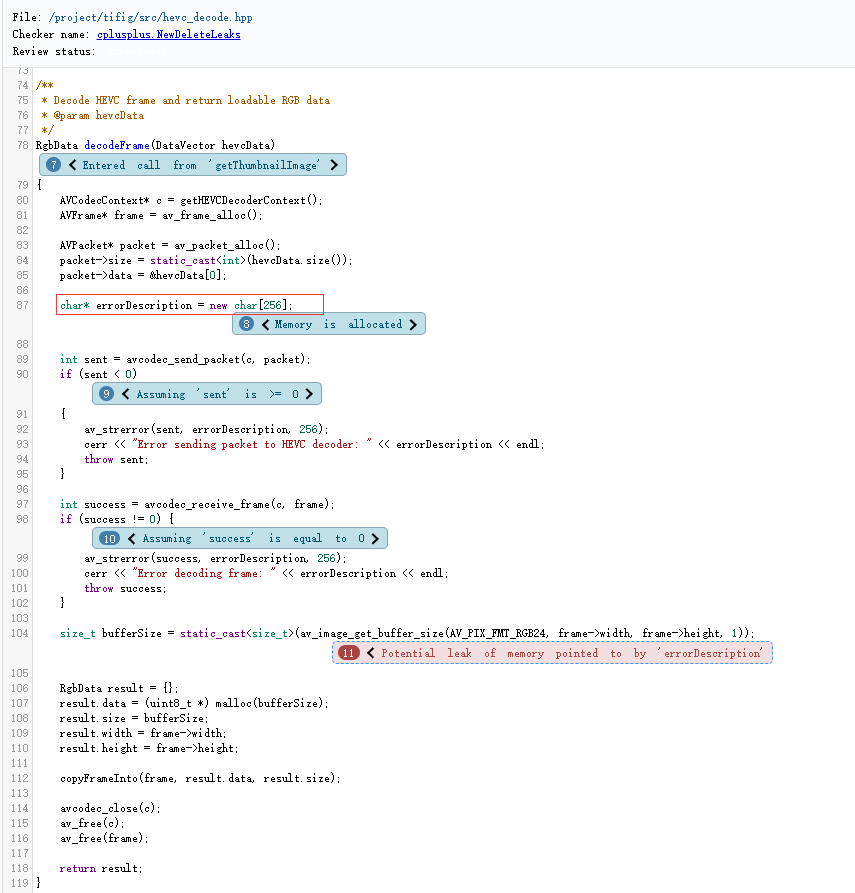 File: /project/tifig/src/hevc_decode.hpp
Checker name: cplusplus.NewDeleteLeaks
Review status:
73
74 /**
75 * Decode HEVC frame and return loadable RGB data
76 * @param hevcData
77 */
78 RgbData decodeFrame(DataVector hevcData)
7 Entered call from 'getThumbnailImage'
79 {
80 AVCodecContext* c = getHEVCDecoderContext();
81 AVFrame* frame = av_frame_alloc();
82
83 AVPacket* packet = av_packet_alloc();
84 packet->size = static_cast<int>(hevcData.size());
85 packet->data = &hevcData[0];
86
87 char* errorDescription = new char[256];
8 Memory is allocated
88
89 int sent = avcodec_send_packet(c, packet);
90 if (sent < 0)
9 Assuming 'sent' is >= 0
91 {
92 av_strerror(sent, errorDescription, 256);
93 cerr << "Error sending packet to HEVC decoder: " << errorDescription << endl;
94 throw sent;
95 }
96
97 int success = avcodec_receive_frame(c, frame);
98 if (success != 0) {
10 Assuming 'success' is equal to 0
99 av_strerror(success, errorDescription, 256);
100 cerr << "Error decoding frame: " << errorDescription << endl;
101 throw success;
102 }
103
104 size_t bufferSize = static_cast<size_t>(av_image_get_buffer_size(AV_PIX_FMT_RGB24, frame->width, frame->height, 1));
11 Potential leak of memory pointed to by 'errorDescription'
105
106 RgbData result = {};
107 result.data = (uint8_t *) malloc(bufferSize);
108 result.size = bufferSize;
109 result.width = frame->width;
110 result.height = frame->height;
111
112 copyFrameInto(frame, result.data, result.size);
113
114 avcodec_close(c);
115 av_free(c);
116 av_free(frame);
117
118 return result;
119 }